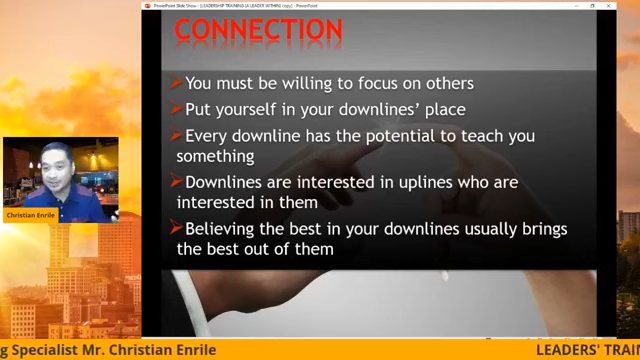 PowerPoint Slide Show - [LEADERSHIP TRAINING (A LEADER WITHIN) copy] - PowerPoint
CONNECTION
You must be willing to focus on others
Put yourself in your downlines' place
Every downline has the potential to teach you
something
Downlines are interested in uplines who are
interested in them
Believing the best in your downlines usually brings
the best out of them
Christian Enrile
g Specialist Mr. Christian Enrile
LEADERS' TRAI